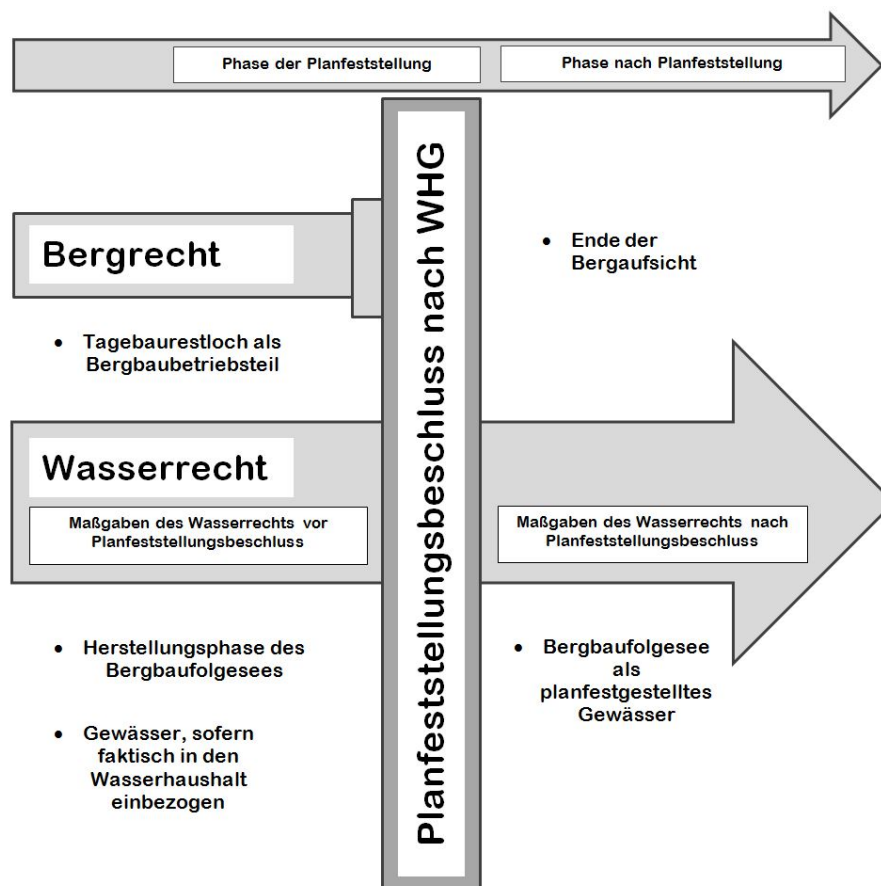 Phase der Planfeststellung
Phase nach Planfeststellung
Planfeststellungsbeschluss nach WHG
Bergrecht
• Ende der
Bergaufsicht
• Tagebaurestloch als
Bergbaubetriebsteil
Wasserrecht
Maßgaben des Wasserrechts vor
Planfeststellungsbeschluss
Maßgaben des Wasserrechts nach
Planfeststellungsbeschluss
• Herstellungsphase des
Bergbaufolgesees
• Gewässer, sofern
faktisch in den
Wasserhaushalt
einbezogen
• Bergbaufolgesee
als
planfestgestelltes
Gewässer